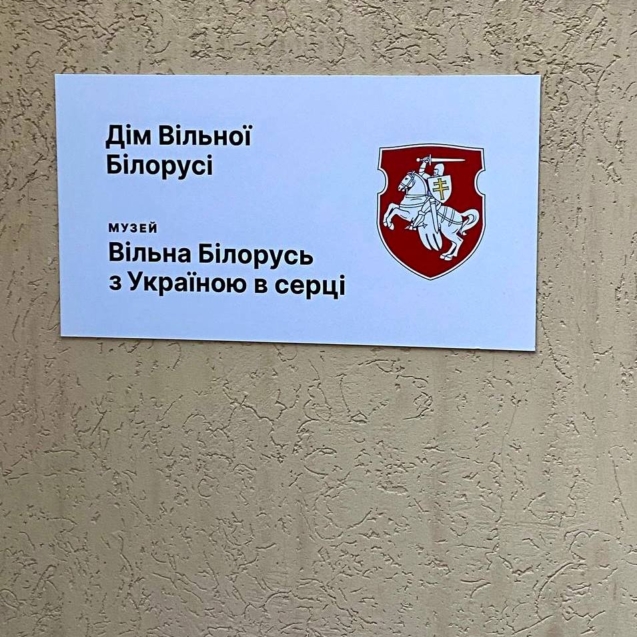 Дім Вільної
Білорусі
МУЗЕЙ
Вільна Білорусь
з Україною в серці